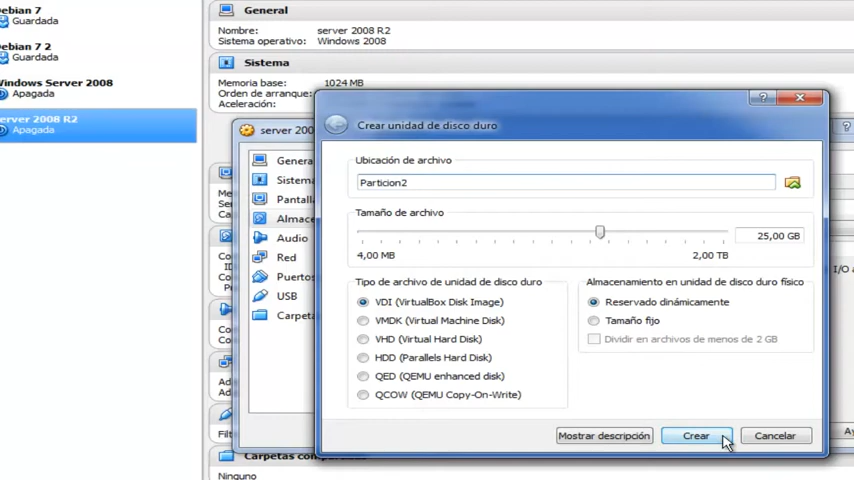 ebian 7
Guardada
ebian 7 2
Guardada
Windows Server 2008
Apagada
erver 2008 R2
Apagada
General
Nombre: server 2008 R2
Sistema operativo: Windows 2008
Sistema
Memoria base: 1024 MB
Orden de arranque:
Aceleración:
server 200
Genera
Sistema
Pantall
Almace
Audio
Red
Puertos
USB
Carpeta
Crear unidad de disco duro
Ubicación de archivo
Particion2
Tamaño de archivo
25,00 GB
4,00 MB 2,00 TB
Tipo de archivo de unidad de disco duro
VDI (VirtualBox Disk Image)
VMDK (Virtual Machine Disk)
VHD (Virtual Hard Disk)
HDD (Parallels Hard Disk)
QED (QEMU enhanced disk)
QCOW (QEMU Copy-On-Write)
Almacenamiento en unidad de disco duro físico
Reservado dinámicamente
Tamaño fijo
Dividir en archivos de menos de 2 GB
Mostrar descripción Crear Cancelar
Ninguno